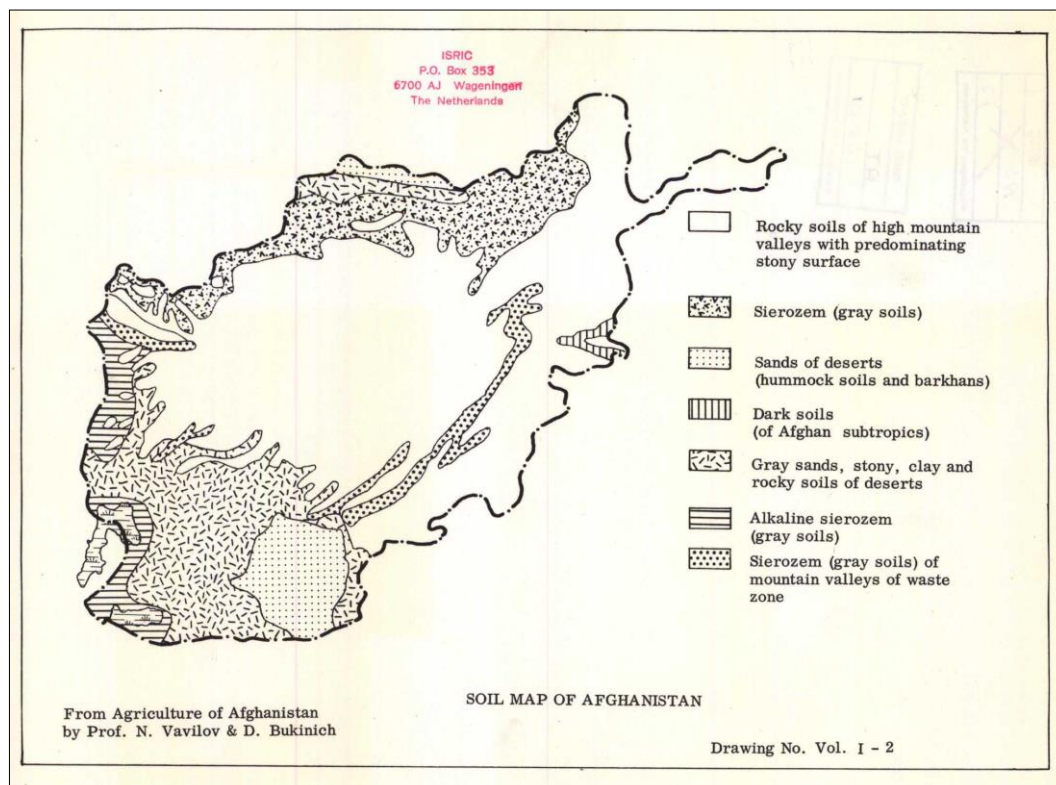 ISRIC
P.O. Box 353
6700 AJ Wageningen
The Netherlands
Rocky soils of high mountain
valleys with predominating
stony surface
Sierozem (gray soils)
Sands of deserts
(hummock soils and barkhans)
Dark soils
(of Afghan subtropics)
Gray sands, stony, clay and
rocky soils of deserts
Alkaline sierozem
(gray soils)
Sierozem (gray soils) of
mountain valleys of waste
zone
SOIL MAP OF AFGHANISTAN
From Agriculture of Afghanistan
by Prof. N. Vavilov & D. Bukinich
Drawing No. Vol. I - 2